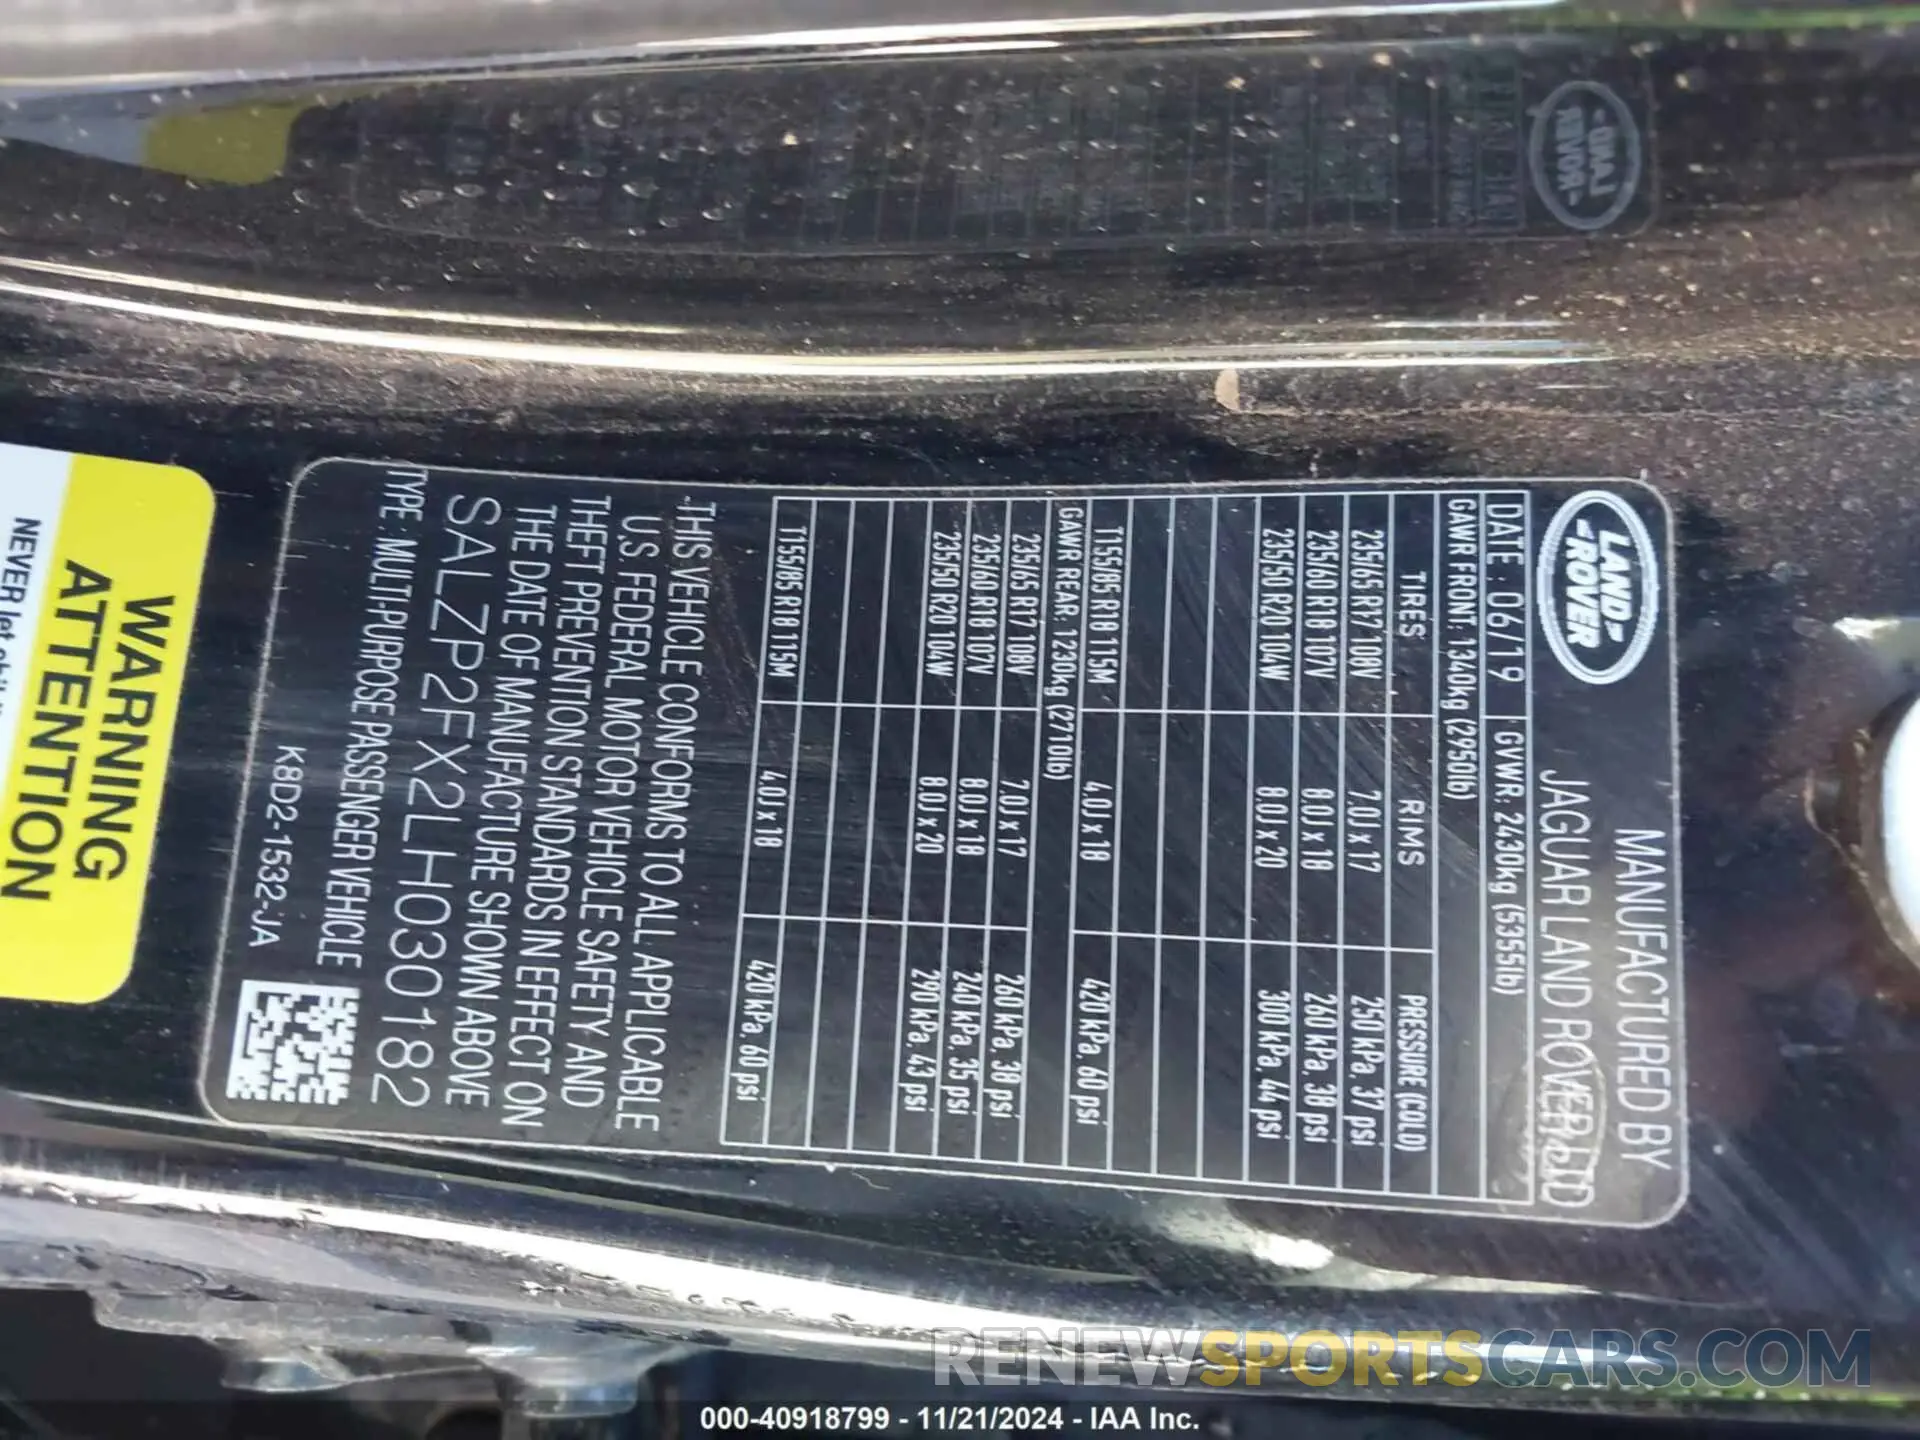 LAND-
-ROVER
MANUFACTURED BY
JAGUAR LAND ROVER LTD
DATE : 06/19 GVWR: 2430kg (5355lb)
GAWR FRONT: 1340kg (2950lb)
TIRES RIMS PRESSURE (COLD)
235/65 R17 108V 7.0J x 17 250 kPa, 37 psi
235/60 R18 107V 8.0J x 18 260 kPa, 38 psi
235/50 R20 104W 8.0J x 20 300 kPa, 44 psi
T155/85 R18 115M 4.0J x 18 420 kPa, 60 psi
GAWR REAR: 1230kg (2710lb)
235/65 R17 108V 7.0J x 17 260 kPa, 38 psi
235/60 R18 107V 8.0J x 18 240 kPa, 35 psi
235/50 R20 104W 8.0J x 20 290 kPa, 43 psi
T155/85 R18 115M 4.0J x 18 420 kPa, 60 psi
THIS VEHICLE CONFORMS TO ALL APPLICABLE
U.S. FEDERAL MOTOR VEHICLE SAFETY AND
THEFT PREVENTION STANDARDS IN EFFECT ON
THE DATE OF MANUFACTURE SHOWN ABOVE
SALZP2FX2LH030182
TYPE : MULTI-PURPOSE PASSENGER VEHICLE
K8D2-1532-JA
WARNING
ATTENTION
NEVER let
RENEWSPORTSCARS.COM
000-40918799 - 11/21/2024 - IAA Inc.